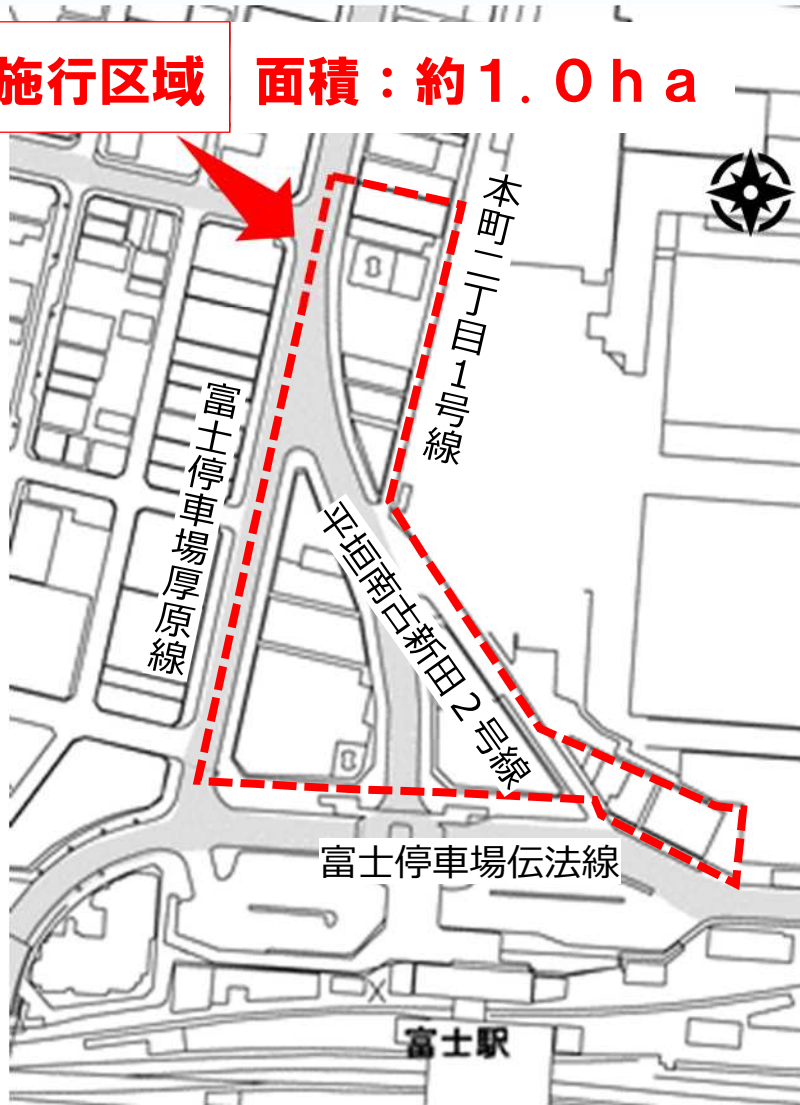 施行区域
面積：約１．０ｈａ
本町二丁目１号線
富士停車場厚原線
平垣南古新田２号線
富士停車場伝法線
富士駅